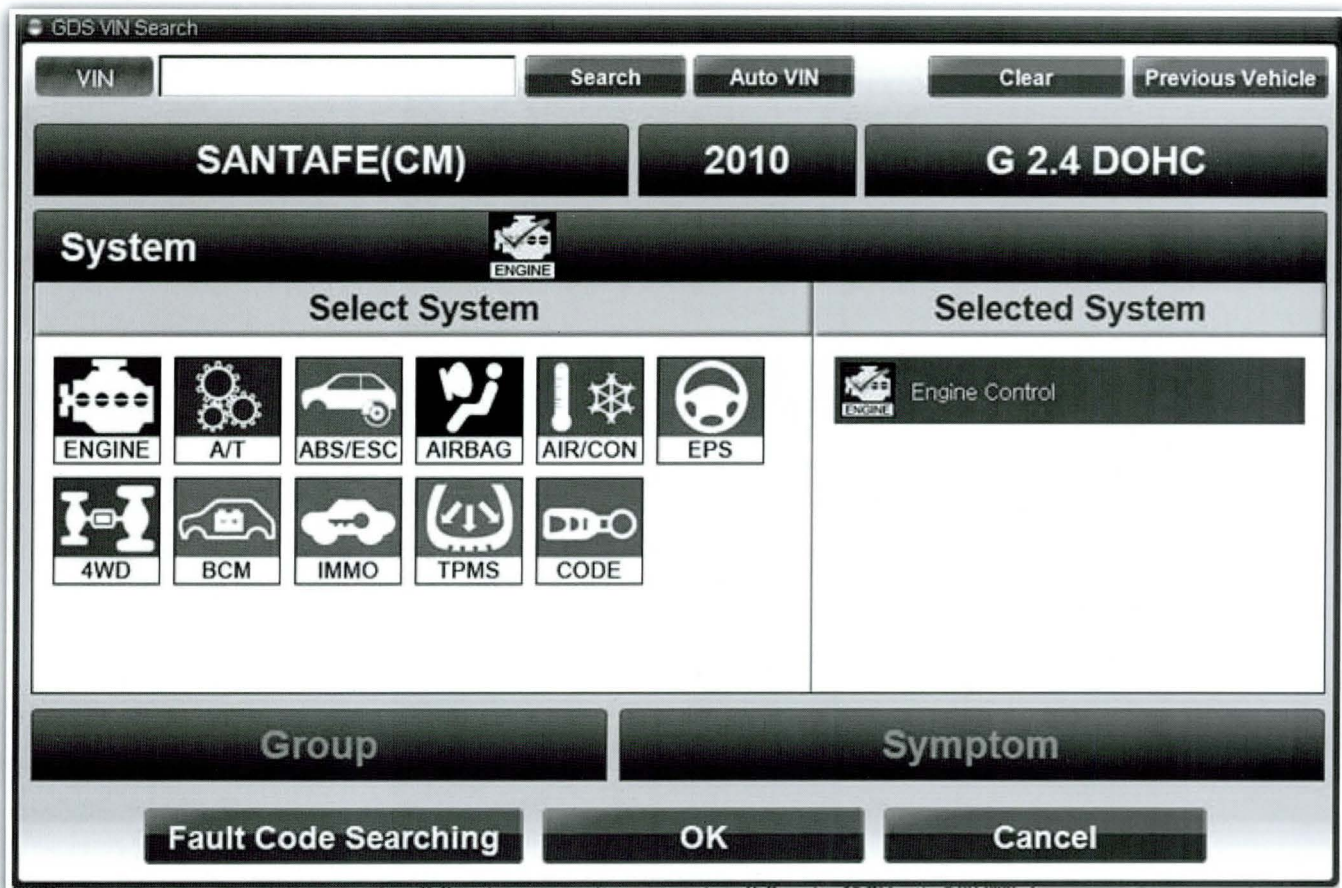 GDS VIN Search
VIN Search Auto VIN Clear Previous Vehicle
SANTAFE(CM) 2010 G 2.4 DOHC
System ENGINE
Select System Selected System
ENGINE Engine Control
ENGINE A/T ABS/ESC AIRBAG AIR/CON EPS
4WD BCM IMMO TPMS CODE
Group Symptom
Fault Code Searching OK Cancel